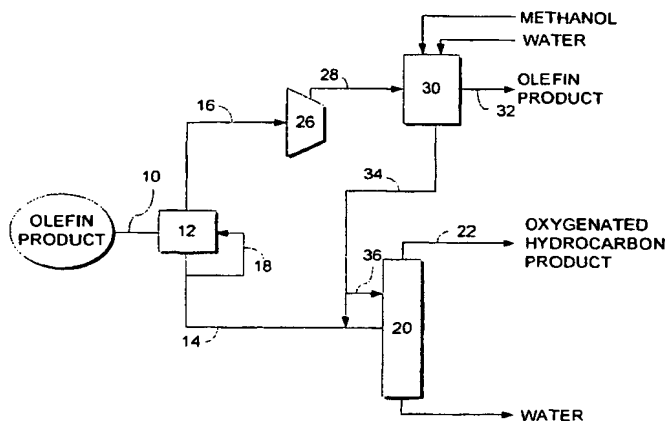 METHANOL
WATER
28
30
OLEFIN
PRODUCT
32
16
26
34
10
OLEFIN
PRODUCT
12
18
22
OXYGENATED
HYDROCARBON
PRODUCT
36
20
14
WATER